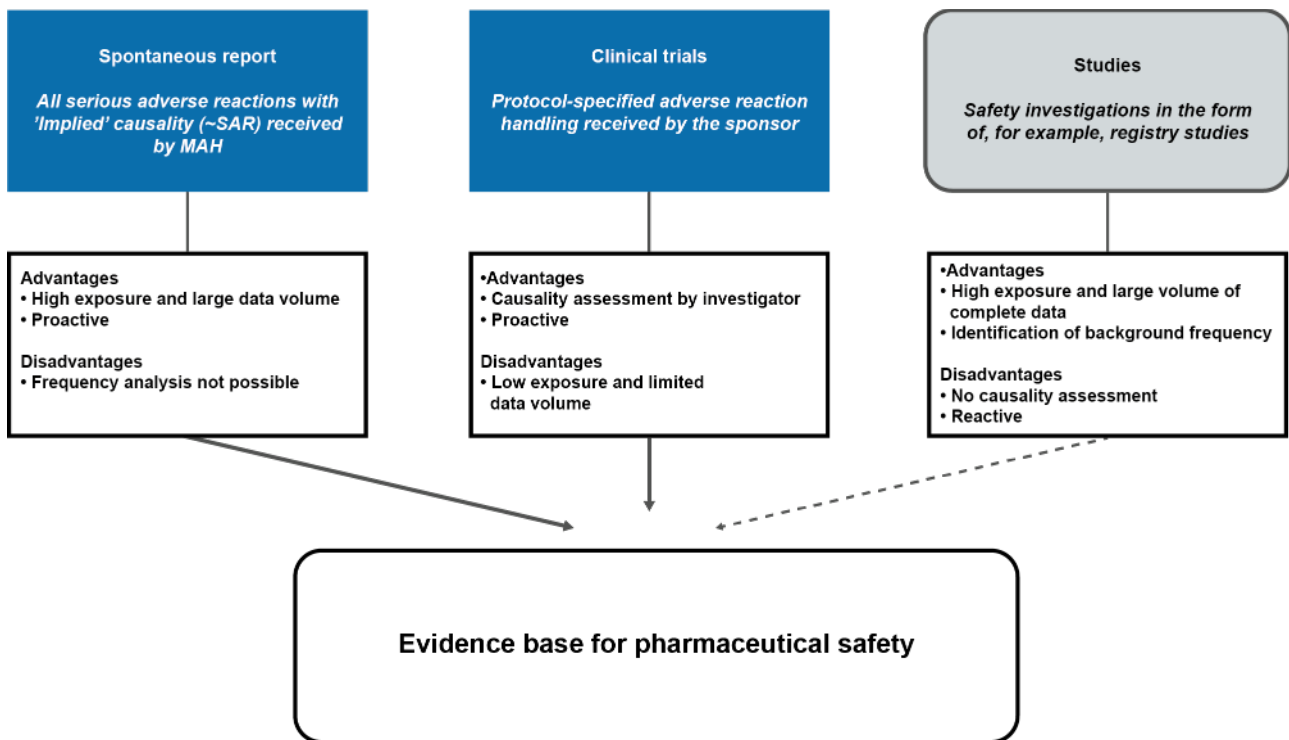 Spontaneous report
All serious adverse reactions with
’Implied’ causality (~SAR) received
by MAH
Clinical trials
Protocol-specified adverse reaction
handling received by the sponsor
Studies
Safety investigations in the form
of, for example, registry studies
Advantages
• High exposure and large data volume
• Proactive
Disadvantages
• Frequency analysis not possible
•Advantages
• Causality assessment by investigator
• Proactive
Disadvantages
• Low exposure and limited
data volume
•Advantages
• High exposure and large volume of
complete data
• Identification of background frequency
Disadvantages
• No causality assessment
• Reactive
Evidence base for pharmaceutical safety